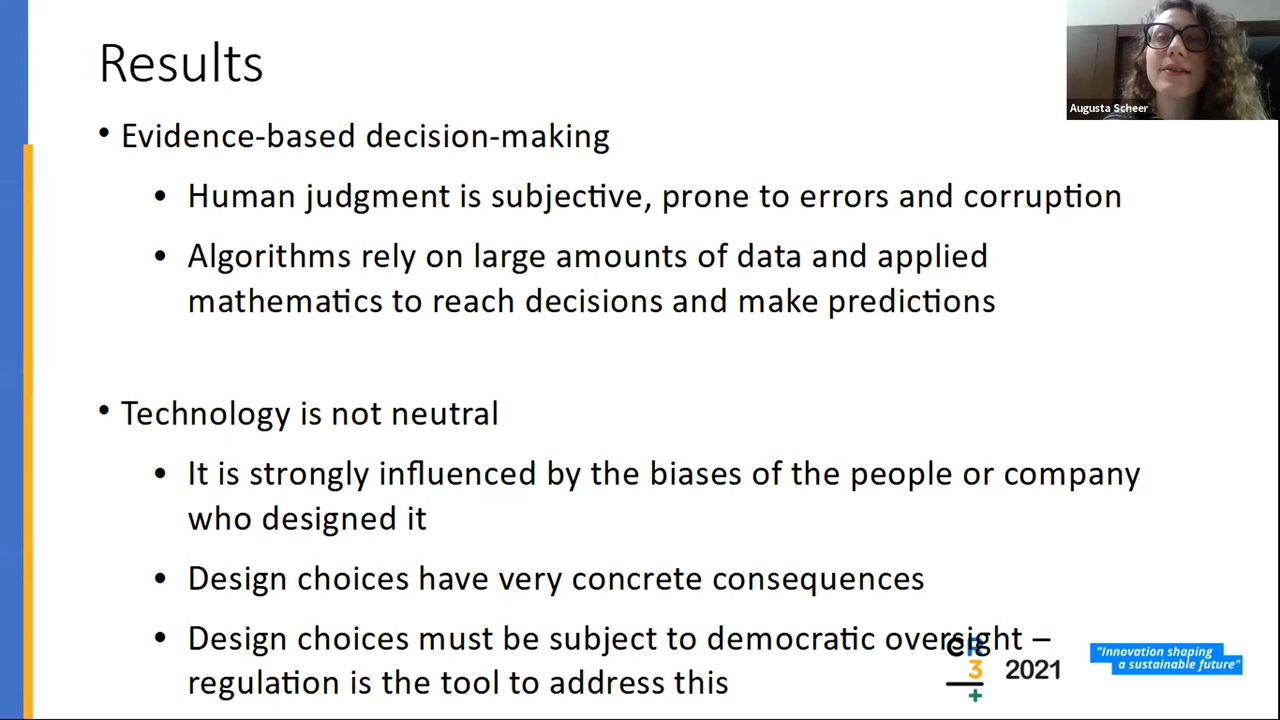 Results
Augusta Scheer
• Evidence-based decision-making
• Human judgment is subjective, prone to errors and corruption
• Algorithms rely on large amounts of data and applied
mathematics to reach decisions and make predictions
• Technology is not neutral
• It is strongly influenced by the biases of the people or company
who designed it
• Design choices have very concrete consequences
• Design choices must be subject to democratic oversight –
regulation is the tool to address this
CR
3
+
2021
"Innovation shaping
a sustainable future"